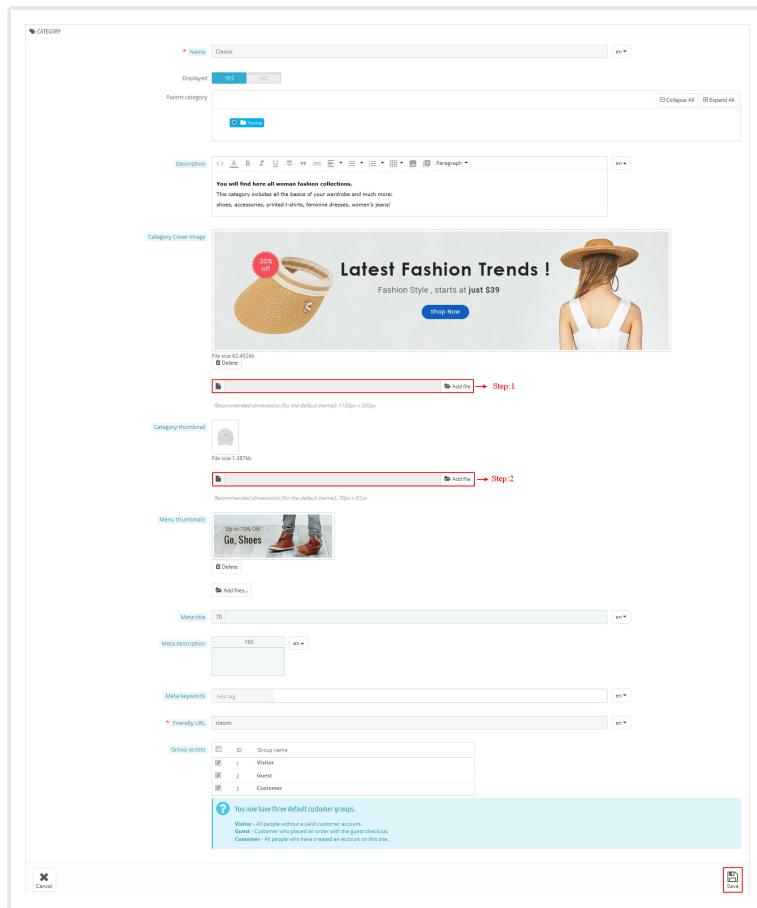 CATEGORY
* Name Classic en
Displayed YES NO
Parent category Collapse All Expand All
Home
Description Paragraph en
You will find here all woman fashion collections.
This category includes all the basics of your wardrobe and much more:
shoes, accessories, printed t-shirts, feminine dresses, women's jeans!
Category Cover Image
30%
off
Latest Fashion Trends !
Fashion Style , starts at just $39
Shop Now
File size 62.452kb
Delete
Add file Step:1
Recommended dimensions (for the default theme): 1150px x 300px
Category thumbnail
File size 1.387kb
Add file Step:2
Recommended dimensions (for the default theme): 70px x 81px
Menu thumbnails
Up to 70% Off
Go, Shoes
Delete
Add files...
Meta title 70 en
Meta description 160 en
Meta keywords Add tag en
* Friendly URL classic en
Group access ID Group name
1 Visitor
2 Guest
3 Customer
You now have three default customer groups.
Visitor - All people without a valid customer account.
Guest - Customer who placed an order with the guest checkout.
Customer - All people who have created an account on this site.
Cancel Save